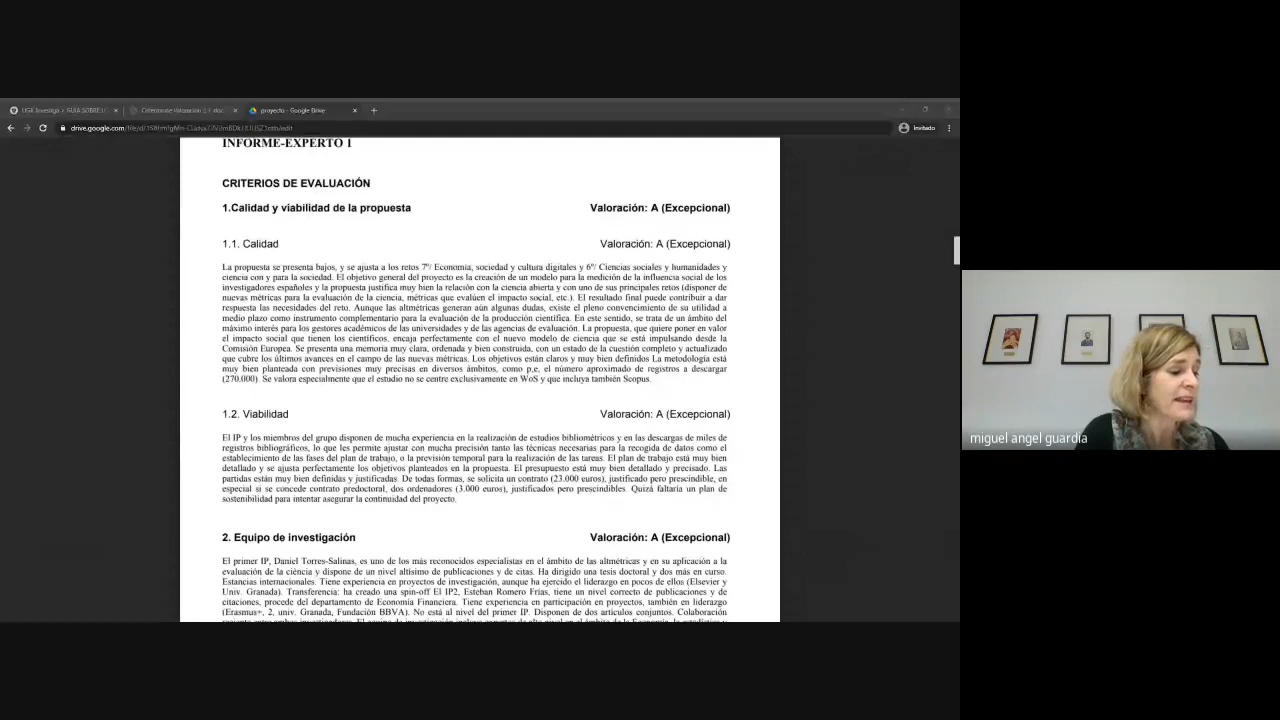 UGR Investiga > GUÍA SOBRE L
Criterios de Valoración
proyecto - Google Drive
drive.google.com/file/d/
Invitado
INFORME-EXPERTO 1
CRITERIOS DE EVALUACIÓN
1.Calidad y viabilidad de la propuesta Valoración: A (Excepcional)
1.1. Calidad Valoración: A (Excepcional)
La propuesta se presenta bajos, y se ajusta a los retos 7º/ Economía, sociedad y cultura digitales y 6º/ Ciencias sociales y humanidades y
ciencia con y para la sociedad. El objetivo general del proyecto es la creación de un modelo para la medición de la influencia social de los
investigadores españoles y la propuesta justifica muy bien la relación con la ciencia abierta y con uno de sus principales retos (disponer de
nuevas métricas para la evaluación de la ciencia, métricas que evalúen el impacto social, etc.). El resultado final puede contribuir a dar
respuesta las necesidades del reto. Aunque las altmétricas generan aún algunas dudas, existe el pleno convencimiento de su utilidad a
medio plazo como instrumento complementario para la evaluación de la producción científica. En este sentido, se trata de un ámbito del
máximo interés para los gestores académicos de las universidades y de las agencias de evaluación. La propuesta, que quiere poner en valor
el impacto social que tienen los científicos, encaja perfectamente con el nuevo modelo de ciencia que se está impulsando desde la
Comisión Europea. Se presenta una memoria muy clara, ordenada y bien construida, con un estado de la cuestión completo y actualizado
que cubre los últimos avances en el campo de las nuevas métricas. Los objetivos están claros y muy bien definidos La metodología está
muy bien planteada con previsiones muy precisas en diversos ámbitos, como p,e, el número aproximado de registros a descargar
(270.000). Se valora especialmente que el estudio no se centre exclusivamente en WoS y que incluya también Scopus.
1.2. Viabilidad Valoración: A (Excepcional)
El IP y los miembros del grupo disponen de mucha experiencia en la realización de estudios bibliométricos y en las descargas de miles de
registros bibliográficos, lo que les permite ajustar con mucha precisión tanto las técnicas necesarias para la recogida de datos como el
establecimiento de las fases del plan de trabajo, o la previsión temporal para la realización de las tareas. El plan de trabajo está muy bien
detallado y se ajusta perfectamente los objetivos planteados en la propuesta. El presupuesto está muy bien detallado y precisado. Las
partidas están muy bien definidas y justificadas. De todas formas, se solicita un contrato (23.000 euros), justificado pero prescindible, en
especial si se concede contrato predoctoral, dos ordenadores (3.000 euros), justificados pero prescindibles. Quizá faltaría un plan de
sostenibilidad para intentar asegurar la continuidad del proyecto.
2. Equipo de investigación Valoración: A (Excepcional)
El primer IP, Daniel Torres-Salinas, es uno de los más reconocidos especialistas en el ámbito de las altmétricas y en su aplicación a la
evaluación de la ciència y dispone de un nivel altísimo de publicaciones y de citas. Ha dirigido una tesis doctoral y dos más en curso.
Estancias internacionales. Tiene experiencia en proyectos de investigación, aunque ha ejercido el liderazgo en pocos de ellos (Elsevier y
Univ. Granada). Transferencia: ha creado una spin-off El IP2, Esteban Romero Frías, tiene un nivel correcto de publicaciones y de
citaciones, procede del departamento de Economía Financera. Tiene experiencia en participación en proyectos, también en liderazgo
(Erasmus+, 2, univ. Granada, Fundación BBVA). No está al nivel del primer IP. Disponen de dos artículos conjuntos. Colaboración
miguel angel guardia